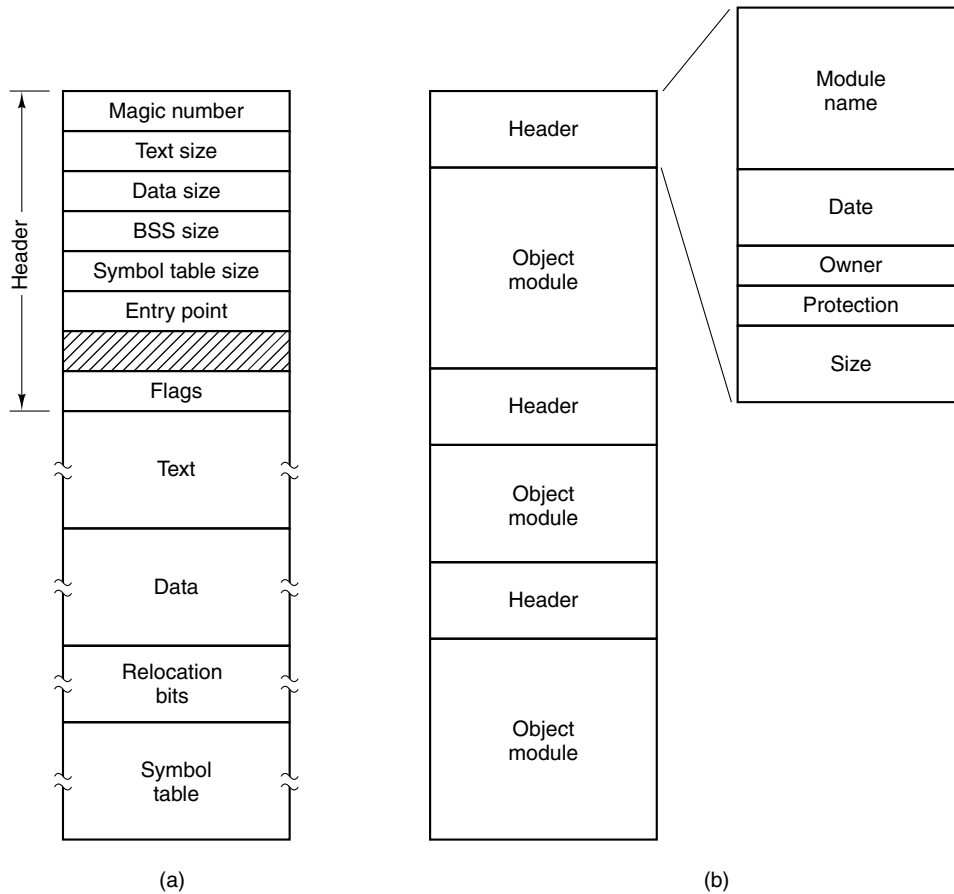 Header
Magic number
Text size
Data size
BSS size
Symbol table size
Entry point
Flags
Text
Data
Relocation
bits
Symbol
table
(a)
Header
Object
module
Header
Object
module
Header
Object
module
Module
name
Date
Owner
Protection
Size
(b)